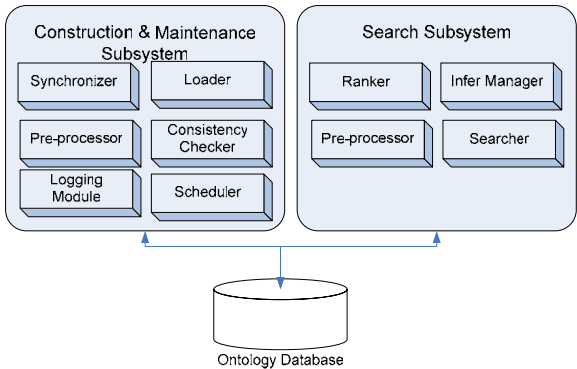 Construction & Maintenance
Subsystem
Synchronizer
Loader
Pre-processor
Consistency
Checker
Logging
Module
Scheduler
Search Subsystem
Ranker
Infer Manager
Pre-processor
Searcher
Ontology Database